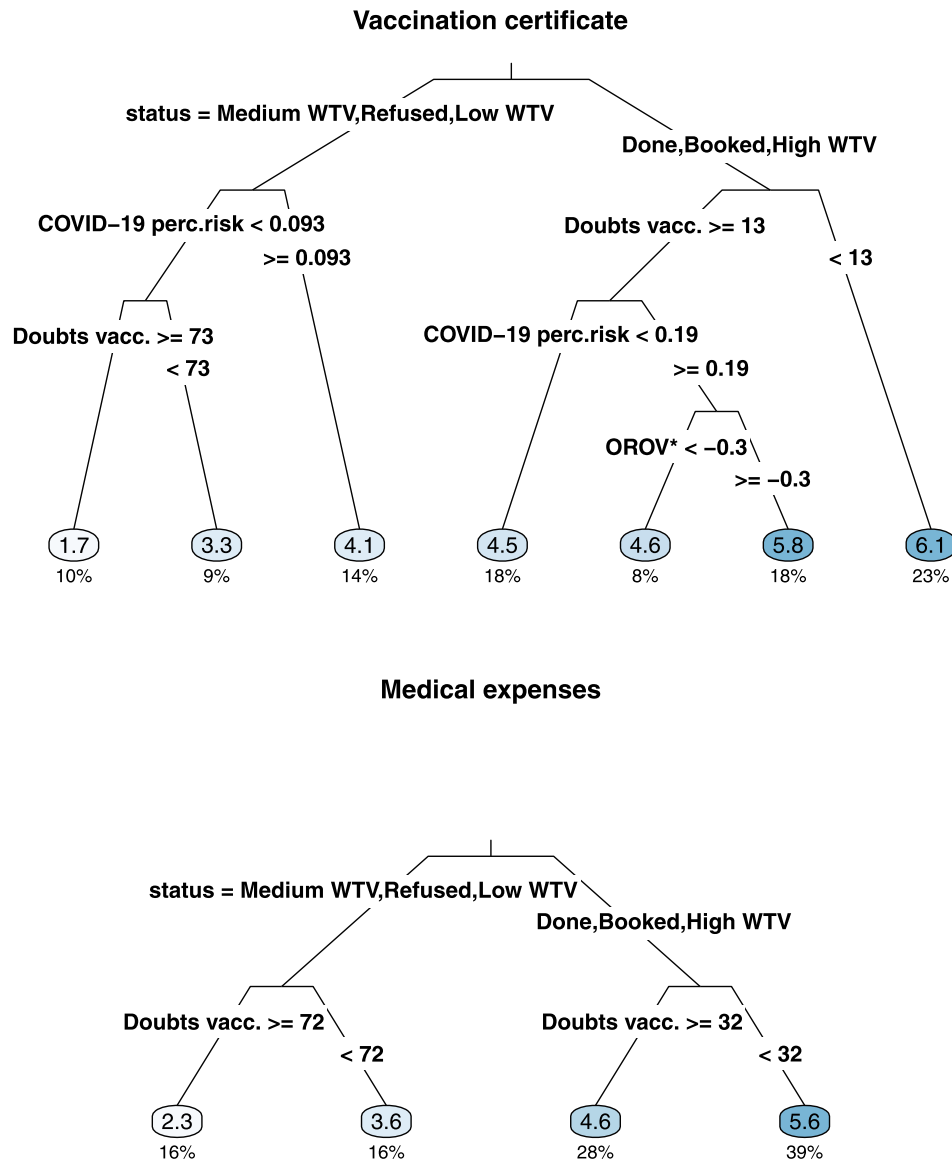 Vaccination certificate
status = Medium WTV,Refused,Low WTV
Done,Booked,High WTV
COVID−19 perc.risk < 0.093
>= 0.093
Doubts vacc. >= 13
< 13
Doubts vacc. >= 73
< 73
COVID−19 perc.risk < 0.19
>= 0.19
OROV* < −0.3
>= −0.3
1.7 3.3 4.1 4.5 4.6 5.8 6.1
10% 9% 14% 18% 8% 18% 23%
Medical expenses
status = Medium WTV,Refused,Low WTV
Done,Booked,High WTV
Doubts vacc. >= 72
< 72
Doubts vacc. >= 32
< 32
2.3 3.6 4.6 5.6
16% 16% 28% 39%